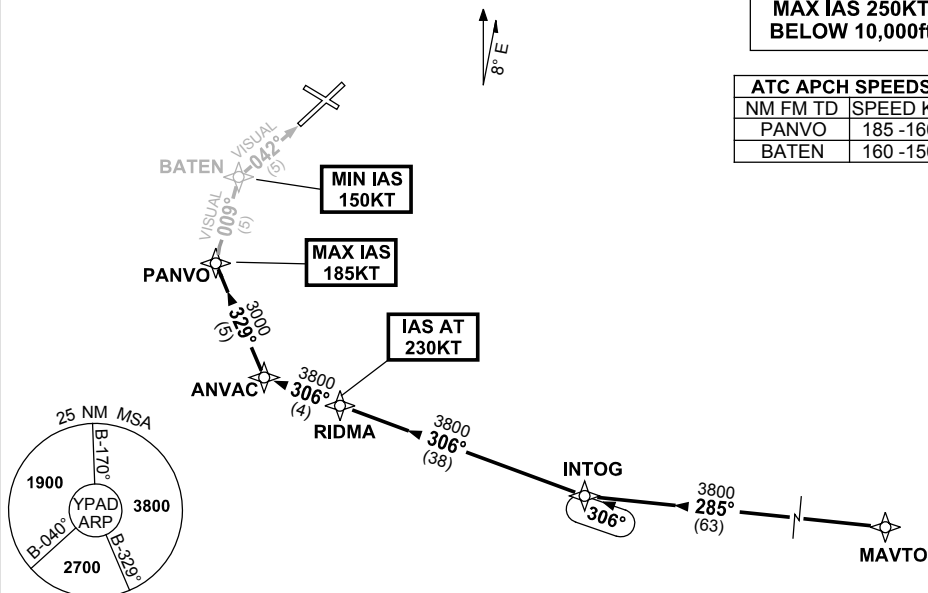 MAX IAS 250KT
BELOW 10,000ft
8° E
ATC APCH SPEEDS
NM FM TD SPEED K
PANVO 185 -160
BATEN 160 -150
VISUAL
042°
(5)
BATEN
MIN IAS
150KT
VISUAL
009°
(5)
MAX IAS
185KT
PANVO
3000
329°
(5)
IAS AT
230KT
ANVAC
3800
306°
(4)
RIDMA
3800
306°
(38)
INTOG
306°
3800
285°
(63)
MAVTO
25 NM MSA
B-170°
1900
YPAD
ARP
3800
B-040°
B-329°
2700